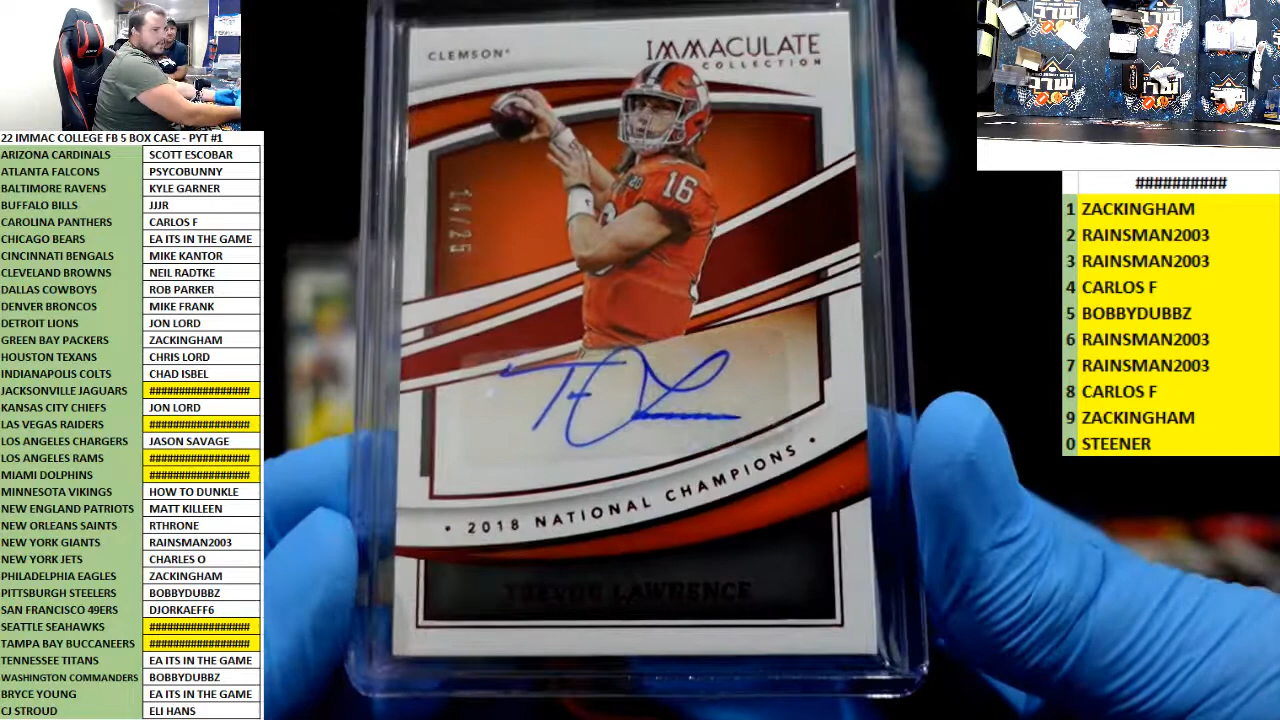 22 IMMAC COLLEGE FB 5 BOX CASE - PYT #1
ARIZONA CARDINALS SCOTT ESCOBAR
ATLANTA FALCONS PSYCOBUNNY
BALTIMORE RAVENS KYLE GARNER
BUFFALO BILLS JJJR
CAROLINA PANTHERS CARLOS F
CHICAGO BEARS EA ITS IN THE GAME
CINCINNATI BENGALS MIKE KANTOR
CLEVELAND BROWNS NEIL RADTKE
DALLAS COWBOYS ROB PARKER
DENVER BRONCOS MIKE FRANK
DETROIT LIONS JON LORD
GREEN BAY PACKERS ZACKINGHAM
HOUSTON TEXANS CHRIS LORD
INDIANAPOLIS COLTS CHAD ISBEL
JACKSONVILLE JAGUARS #################
KANSAS CITY CHIEFS JON LORD
LAS VEGAS RAIDERS #################
LOS ANGELES CHARGERS JASON SAVAGE
LOS ANGELES RAMS #################
MIAMI DOLPHINS #################
MINNESOTA VIKINGS HOW TO DUNKLE
NEW ENGLAND PATRIOTS MATT KILLEEN
NEW ORLEANS SAINTS RTHRONE
NEW YORK GIANTS RAINSMAN2003
NEW YORK JETS CHARLES O
PHILADELPHIA EAGLES ZACKINGHAM
PITTSBURGH STEELERS BOBBYDUBBZ
SAN FRANCISCO 49ERS DJORKAEFF6
SEATTLE SEAHAWKS #################
TAMPA BAY BUCCANEERS #################
TENNESSEE TITANS EA ITS IN THE GAME
WASHINGTON COMMANDERS BOBBYDUBBZ
BRYCE YOUNG EA ITS IN THE GAME
CJ STROUD ELI HANS
CLEMSON
IMMACULATE
COLLECTION
14/25
16
• 2018 NATIONAL CHAMPIONS •
TREVOR LAWRENCE
##########
1 ZACKINGHAM
2 RAINSMAN2003
3 RAINSMAN2003
4 CARLOS F
5 BOBBYDUBBZ
6 RAINSMAN2003
7 RAINSMAN2003
8 CARLOS F
9 ZACKINGHAM
0 STEENER